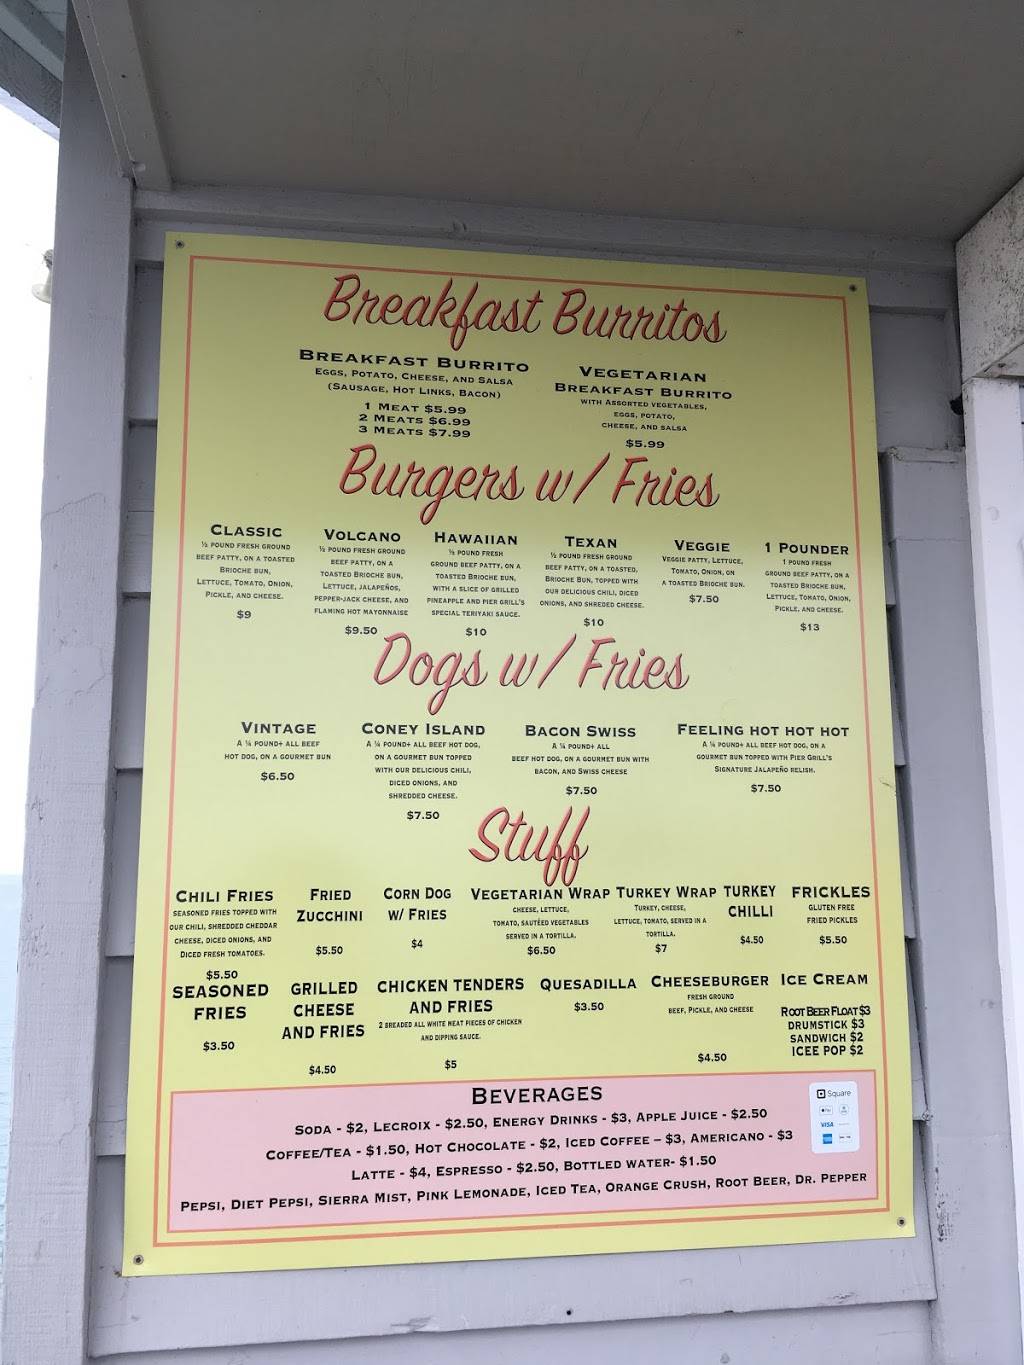 Breakfast Burritos
Breakfast Burrito
Eggs, Potato, Cheese, and Salsa
(Sausage, Hot Links, Bacon)
1 Meat $5.99
2 Meats $6.99
3 Meats $7.99
Vegetarian
Breakfast Burrito
with Assorted vegetables,
eggs, potato,
cheese, and salsa
$5.99
Burgers w/ Fries
Classic
½ pound fresh ground
beef patty, on a toasted
Brioche bun,
Lettuce, Tomato, Onion,
Pickle, and Cheese.
$9
Volcano
½ pound fresh ground
beef patty, on a
toasted Brioche bun,
Lettuce, Jalapeños,
pepper-jack cheese, and
flaming hot mayonnaise
$9.50
Hawaiian
½ pound fresh
ground beef patty, on a
toasted Brioche bun,
with a slice of grilled
pineapple and Pier Grill's
special teriyaki sauce.
$10
Texan
½ pound fresh ground
beef patty, on a toasted,
Brioche Bun, topped with
our delicious chili, diced
onions, and shreded cheese.
$10
Veggie
Veggie patty, Lettuce,
Tomato, Onion, on
a toasted Brioche bun.
$7.50
1 Pounder
1 pound fresh
ground beef patty, on a
toasted Brioche bun,
Lettuce, Tomato, Onion,
Pickle, and Cheese.
$13
Dogs w/ Fries
Vintage
A ¼ pound+ all beef
hot dog, on a gourmet bun
$6.50
Coney Island
A ¼ pound+ all beef hot dog,
on a gourmet bun topped
with our delicious chili,
diced onions, and
shredded cheese.
$7.50
Bacon Swiss
A ¼ pound+ all
beef hot dog, on a gourmet bun with
bacon, and Swiss cheese
$7.50
Feeling hot hot hot
A ¼ pound+ all beef hot dog, on a
gourmet bun topped with Pier Grill's
Signature Jalapeño relish.
$7.50
Stuff
Chili Fries
seasoned fries topped with
our chili, shredded cheddar
cheese, diced onions, and
Diced fresh tomatoes.
$5.50
Fried
Zucchini
$5.50
Corn Dog
w/ Fries
$4
Vegetarian Wrap
cheese, lettuce,
tomato, sautéed vegetables
served in a tortilla.
$6.50
Turkey Wrap
Turkey, cheese,
lettuce, tomato, served in a
tortilla.
$7
Turkey
Chilli
$4.50
Frickles
gluten free
fried pickles
$5.50
Seasoned
Fries
$3.50
Grilled
Cheese
and Fries
$4.50
Chicken Tenders
and Fries
2 breaded all white meat pieces of chicken
and dipping sauce.
$5
Quesadilla
$3.50
Cheeseburger
fresh ground
beef, Pickle, and cheese
$4.50
Ice Cream
Root Beer Float $3
Drumstick $3
Sandwich $2
Icee Pop $2
Beverages
Soda - $2, Lecroix - $2.50, Energy Drinks - $3, Apple Juice - $2.50
Coffee/Tea - $1.50, Hot Chocolate - $2, Iced Coffee – $3, Americano - $3
Latte - $4, Espresso - $2.50, Bottled water- $1.50
Pepsi, Diet Pepsi, Sierra Mist, Pink Lemonade, Iced Tea, Orange Crush, Root Beer, Dr. Pepper
Square
VISA